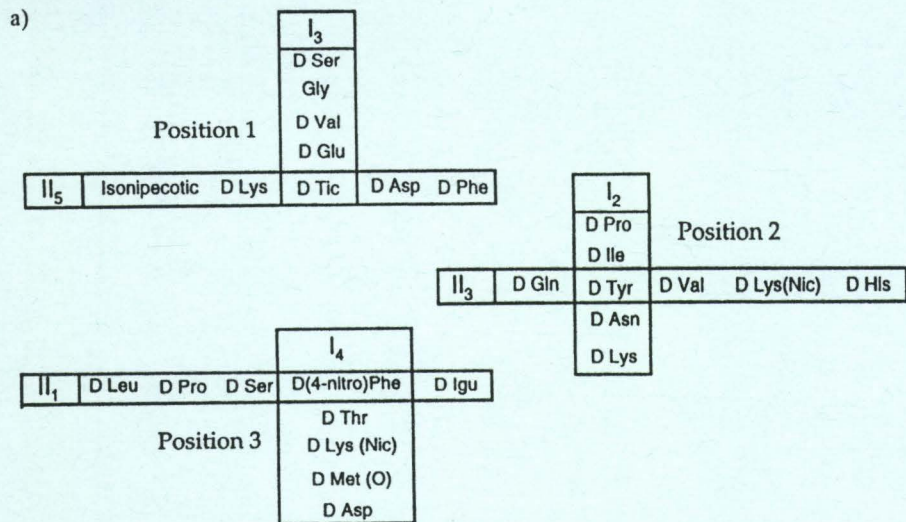 a)
I3
D Ser
Gly
Position 1
D Val
D Glu
II5 Isonipecotic D Lys D Tic D Asp D Phe
I2
D Pro
Position 2
D Ile
II3 D Gln D Tyr D Val D Lys(Nic) D His
D Asn
D Lys
I4
II1 D Leu D Pro D Ser D(4-nitro)Phe D Igu
D Thr
Position 3
D Lys (Nic)
D Met (O)
D Asp